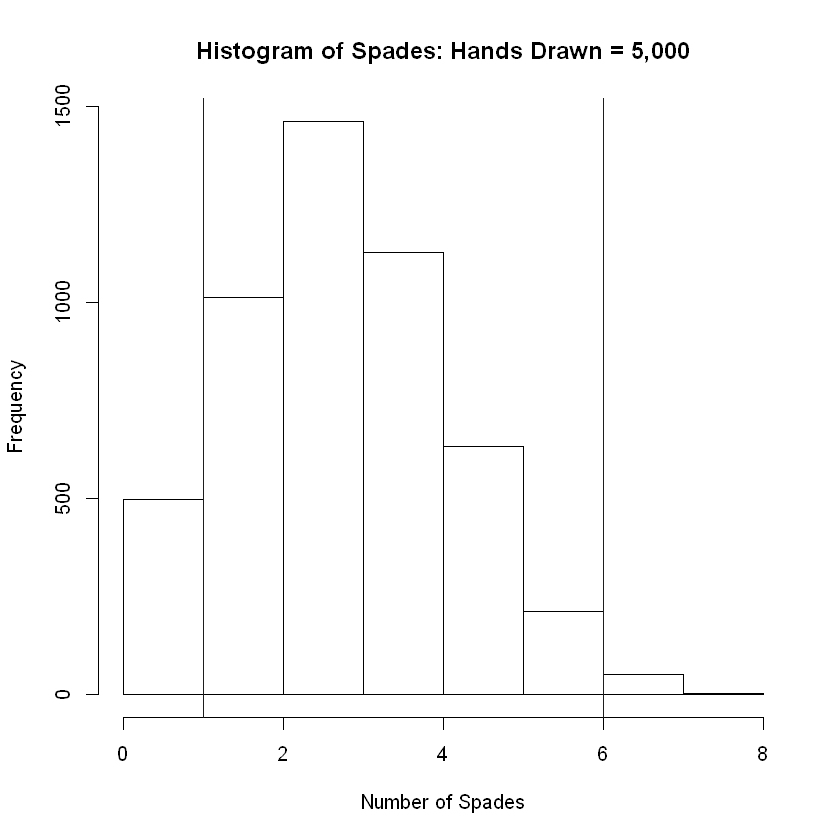 Histogram of Spades: Hands Drawn = 5,000
Frequency
1500
1000
500
0
0 2 4 6 8
Number of Spades